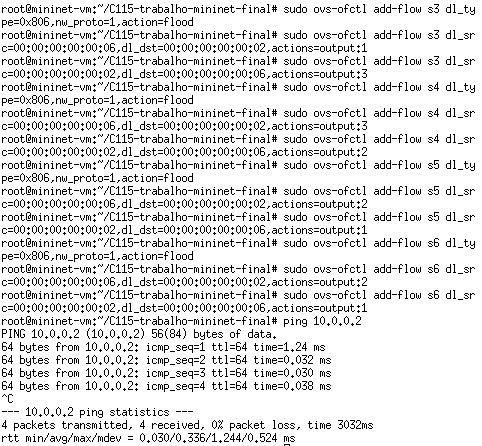 root@mininet-vm:~/C115-trabalho-mininet-final# sudo ovs-ofctl add-flow s3 dl_ty
pe=0x806,nw_proto=1,action=flood
root@mininet-vm:~/C115-trabalho-mininet-final# sudo ovs-ofctl add-flow s3 dl_sr
c=00:00:00:00:00:06,dl_dst=00:00:00:00:00:02,actions=output:1
root@mininet-vm:~/C115-trabalho-mininet-final# sudo ovs-ofctl add-flow s3 dl_sr
c=00:00:00:00:00:02,dl_dst=00:00:00:00:00:06,actions=output:3
root@mininet-vm:~/C115-trabalho-mininet-final# sudo ovs-ofctl add-flow s4 dl_ty
pe=0x806,nw_proto=1,action=flood
root@mininet-vm:~/C115-trabalho-mininet-final# sudo ovs-ofctl add-flow s4 dl_sr
c=00:00:00:00:00:06,dl_dst=00:00:00:00:00:02,actions=output:3
root@mininet-vm:~/C115-trabalho-mininet-final# sudo ovs-ofctl add-flow s4 dl_sr
c=00:00:00:00:00:02,dl_dst=00:00:00:00:00:06,actions=output:2
root@mininet-vm:~/C115-trabalho-mininet-final# sudo ovs-ofctl add-flow s5 dl_ty
pe=0x806,nw_proto=1,action=flood
root@mininet-vm:~/C115-trabalho-mininet-final# sudo ovs-ofctl add-flow s5 dl_sr
c=00:00:00:00:00:06,dl_dst=00:00:00:00:00:02,actions=output:2
root@mininet-vm:~/C115-trabalho-mininet-final# sudo ovs-ofctl add-flow s5 dl_sr
c=00:00:00:00:00:02,dl_dst=00:00:00:00:00:06,actions=output:1
root@mininet-vm:~/C115-trabalho-mininet-final# sudo ovs-ofctl add-flow s6 dl_ty
pe=0x806,nw_proto=1,action=flood
root@mininet-vm:~/C115-trabalho-mininet-final# sudo ovs-ofctl add-flow s6 dl_sr
c=00:00:00:00:00:06,dl_dst=00:00:00:00:00:02,actions=output:2
root@mininet-vm:~/C115-trabalho-mininet-final# sudo ovs-ofctl add-flow s6 dl_sr
c=00:00:00:00:00:02,dl_dst=00:00:00:00:00:06,actions=output:1
root@mininet-vm:~/C115-trabalho-mininet-final# ping 10.0.0.2
PING 10.0.0.2 (10.0.0.2) 56(84) bytes of data.
64 bytes from 10.0.0.2: icmp_seq=1 ttl=64 time=1.24 ms
64 bytes from 10.0.0.2: icmp_seq=2 ttl=64 time=0.032 ms
64 bytes from 10.0.0.2: icmp_seq=3 ttl=64 time=0.030 ms
64 bytes from 10.0.0.2: icmp_seq=4 ttl=64 time=0.038 ms
^C
--- 10.0.0.2 ping statistics ---
4 packets transmitted, 4 received, 0% packet loss, time 3032ms
rtt min/avg/max/mdev = 0.030/0.336/1.244/0.524 ms